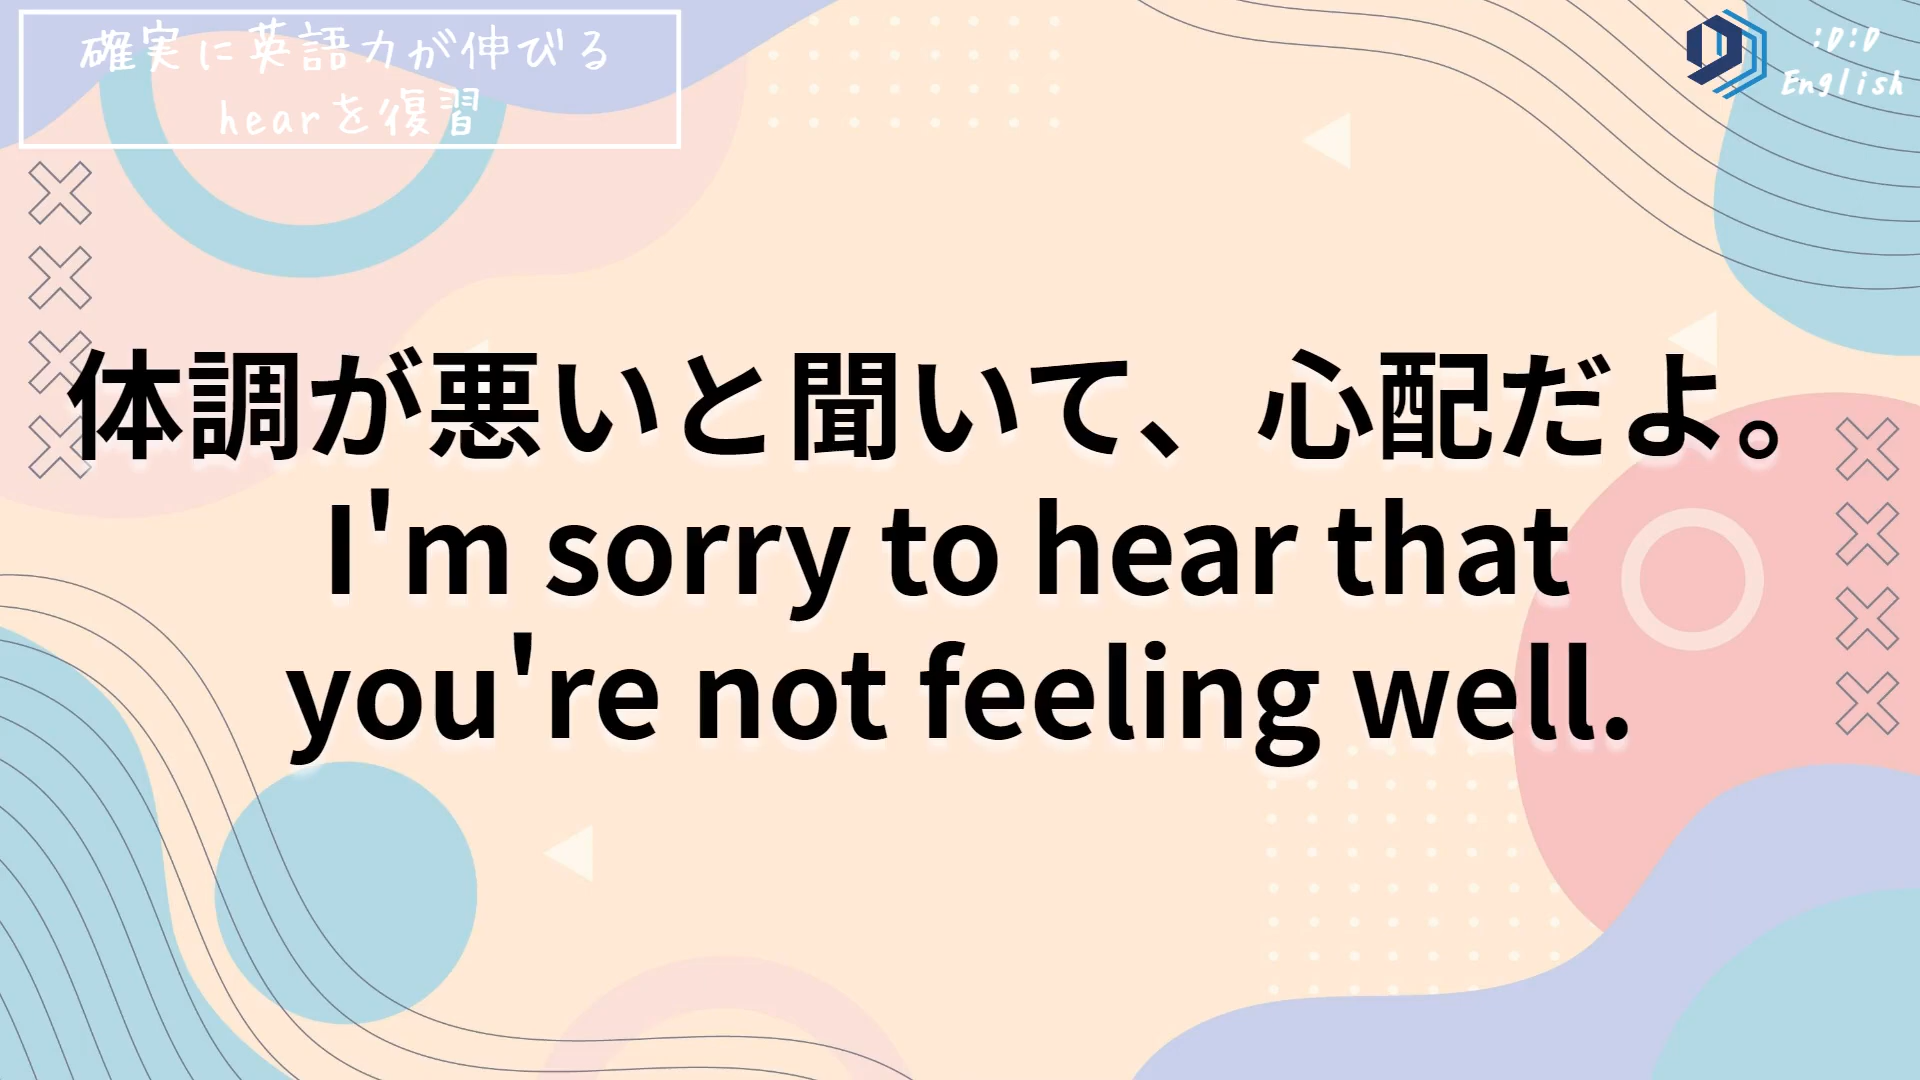 確実に英語力が伸びる
hearを復習
:D:D
English
体調が悪いと聞いて、心配だよ。
I'm sorry to hear that
you're not feeling well.